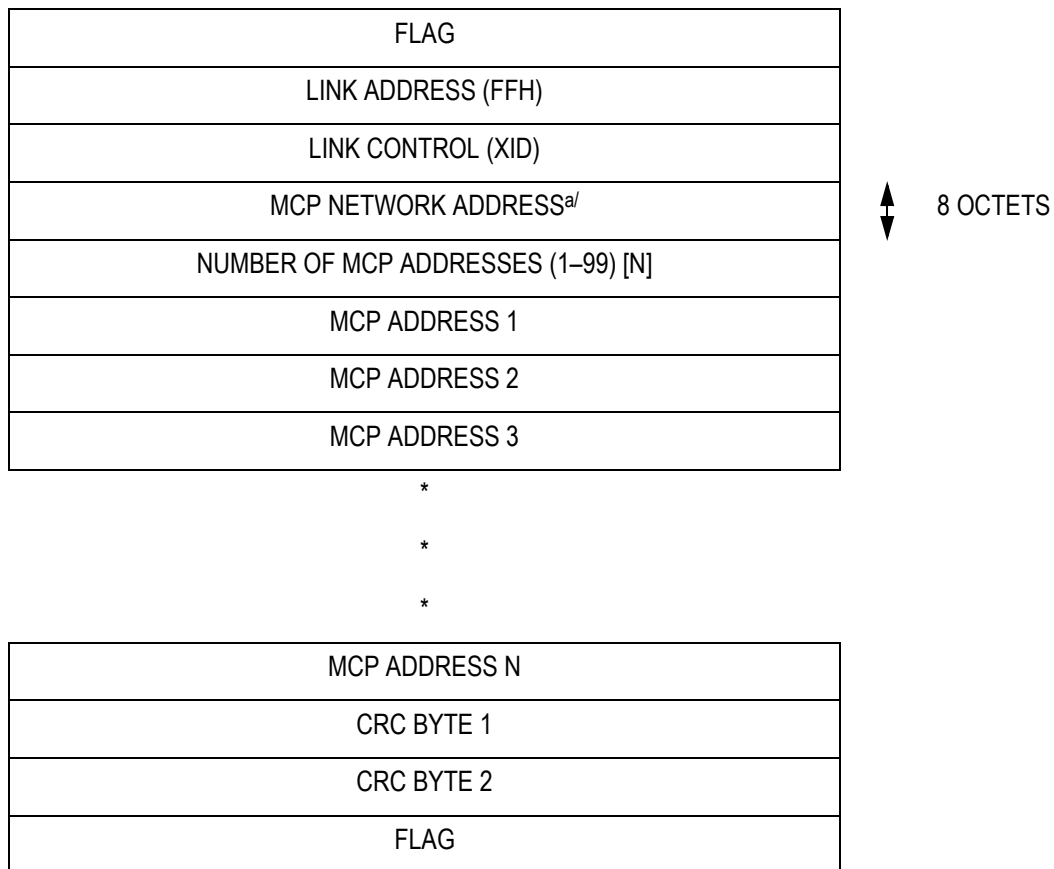 FLAG
LINK ADDRESS (FFH)
LINK CONTROL (XID)
MCP NETWORK ADDRESSa/
8 OCTETS
NUMBER OF MCP ADDRESSES (1–99) [N]
MCP ADDRESS 1
MCP ADDRESS 2
MCP ADDRESS 3
*
*
*
MCP ADDRESS N
CRC BYTE 1
CRC BYTE 2
FLAG